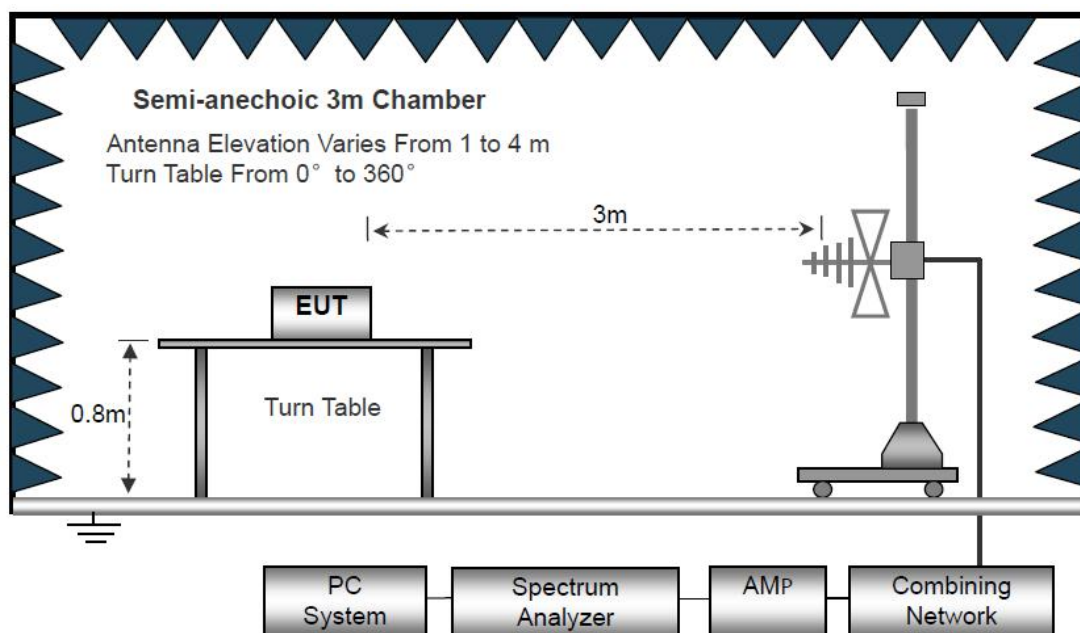 Semi-anechoic 3m Chamber
Antenna Elevation Varies From 1 to 4 m
Turn Table From 0° to 360°
3m
EUT
0.8m
Turn Table
PC
System
Spectrum
Analyzer
AMP
Combining
Network